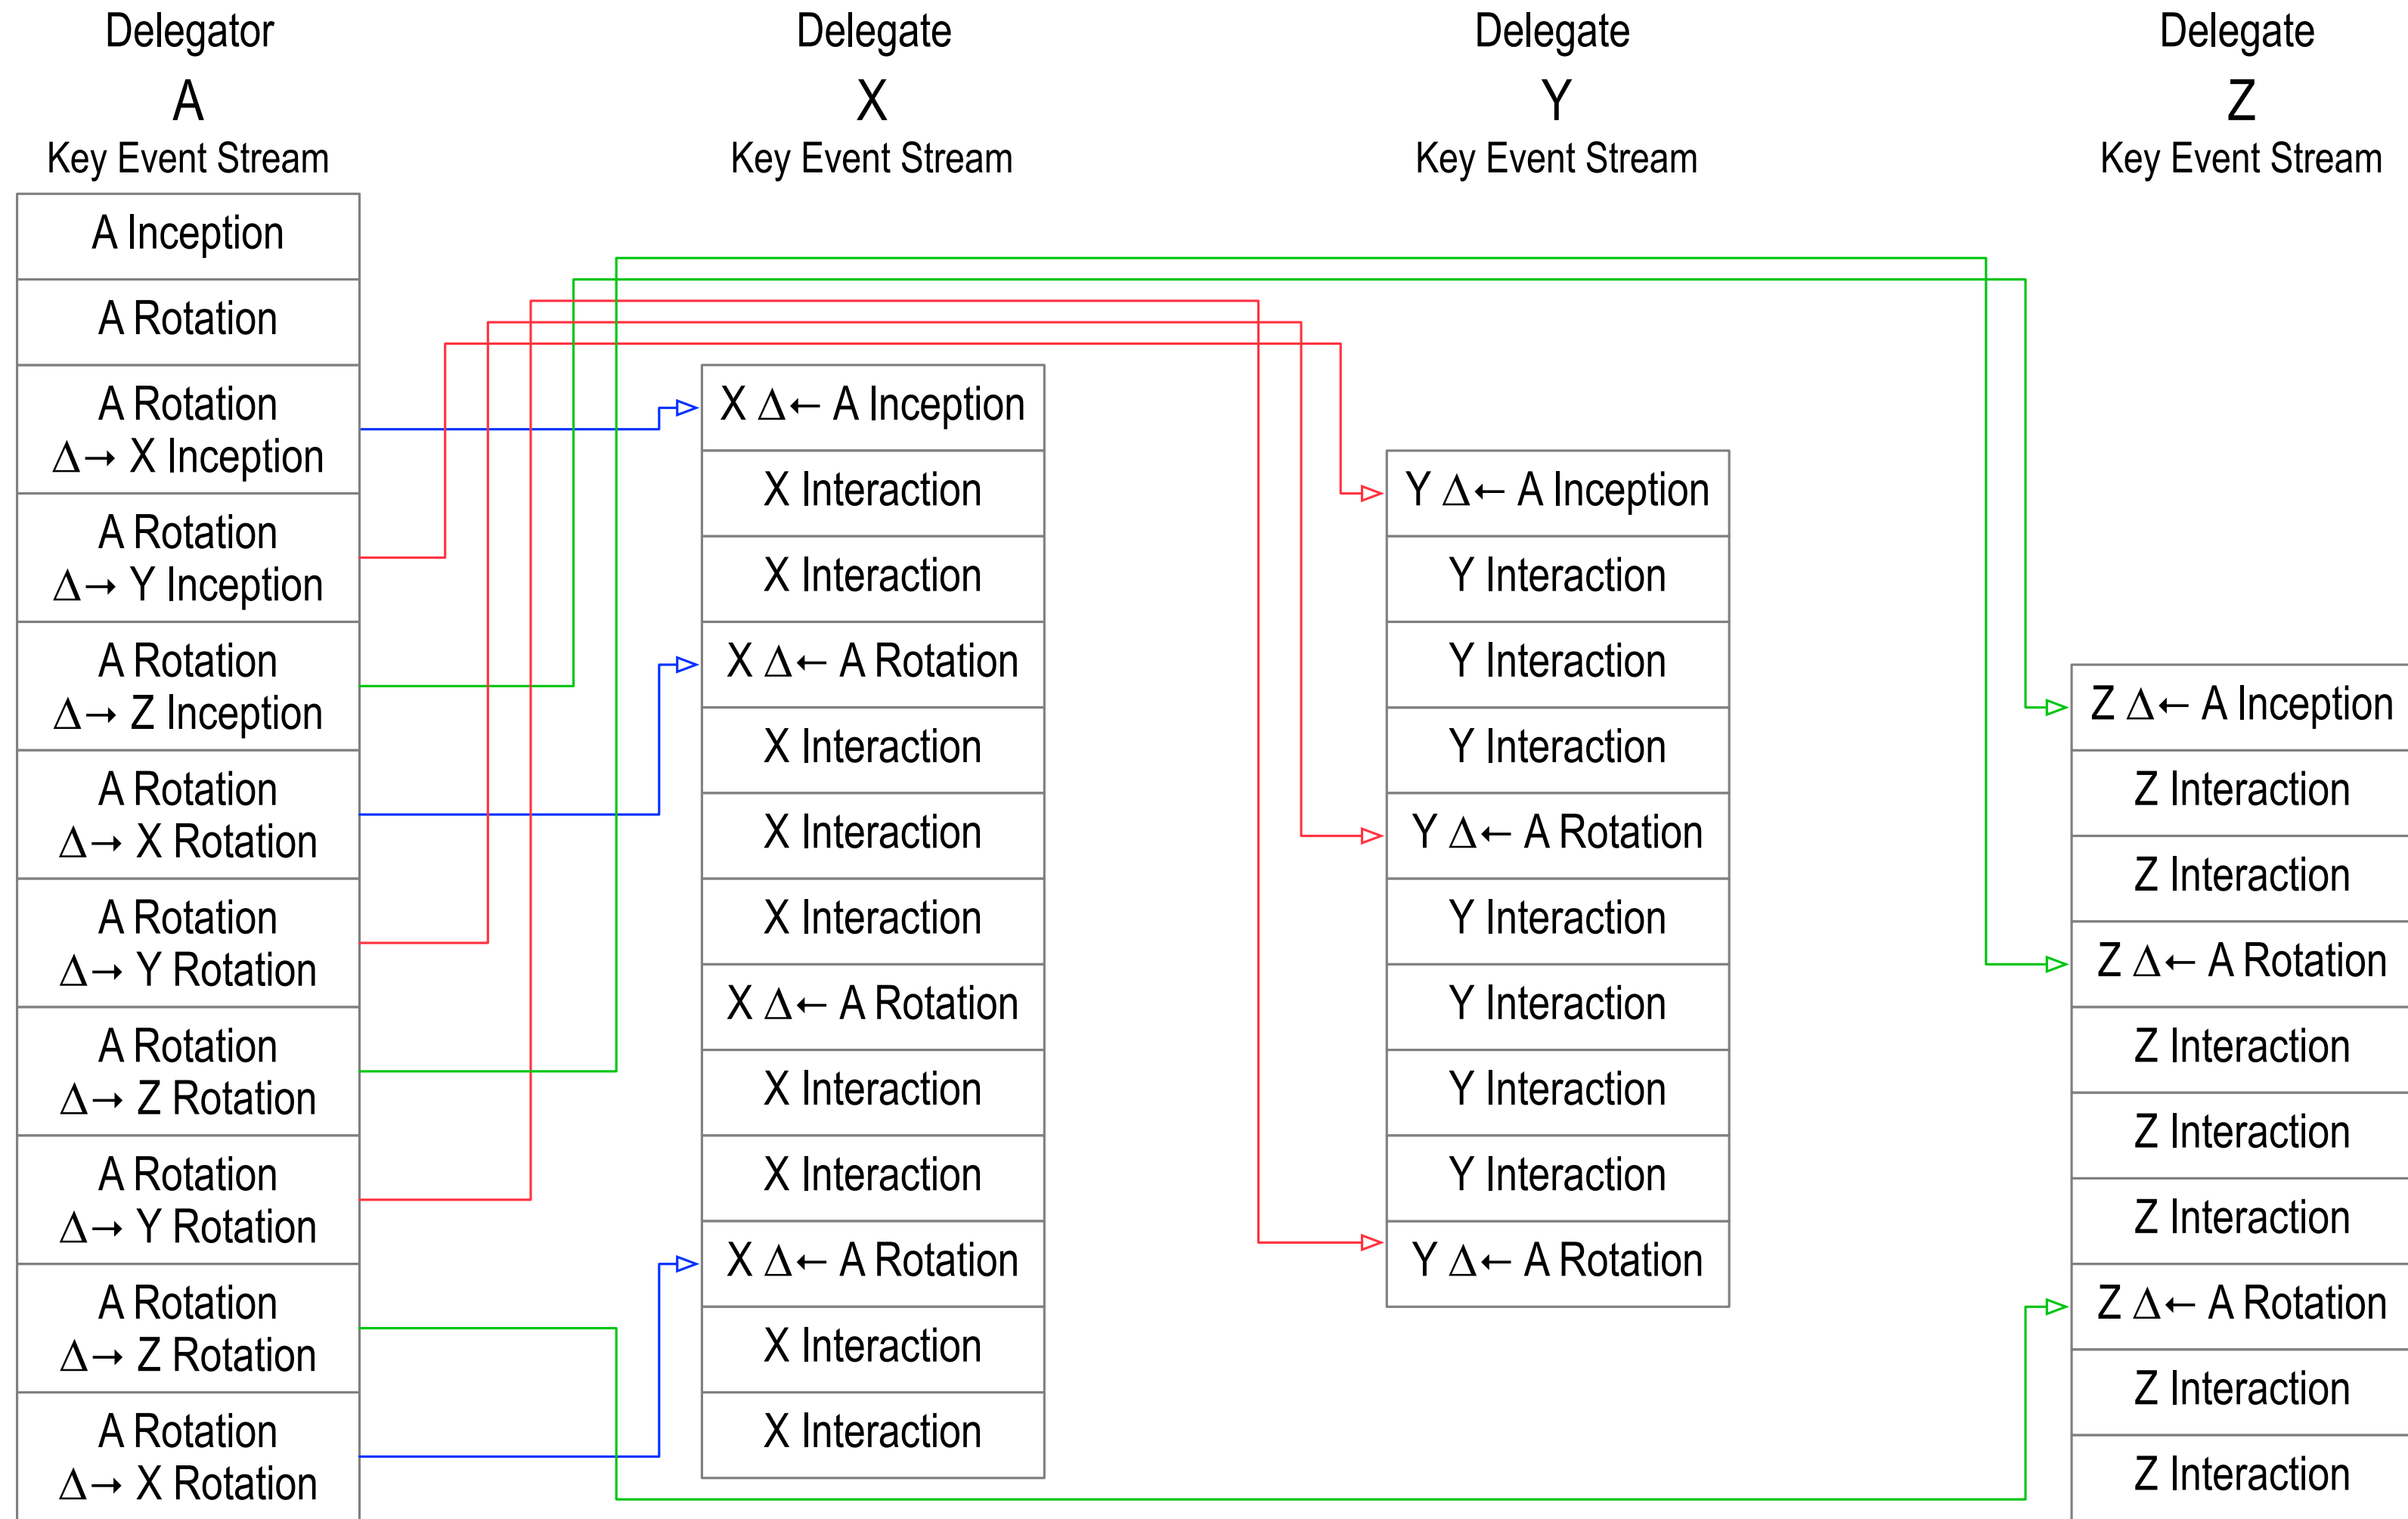 Delegator
A
Key Event Stream
A Inception
A Rotation
A Rotation
Δ→ X Inception
A Rotation
Δ→ Y Inception
A Rotation
Δ→ Z Inception
A Rotation
Δ→ X Rotation
A Rotation
Δ→ Y Rotation
A Rotation
Δ→ Z Rotation
A Rotation
Δ→ Y Rotation
A Rotation
Δ→ Z Rotation
A Rotation
Δ→ X Rotation
Delegate
X
Key Event Stream
X Δ← A Inception
X Interaction
X Interaction
X Δ← A Rotation
X Interaction
X Interaction
X Interaction
X Δ← A Rotation
X Interaction
X Interaction
X Δ← A Rotation
X Interaction
X Interaction
Delegate
Y
Key Event Stream
Y Δ← A Inception
Y Interaction
Y Interaction
Y Interaction
Y Δ← A Rotation
Y Interaction
Y Interaction
Y Interaction
Y Interaction
Y Δ← A Rotation
Delegate
Z
Key Event Stream
Z Δ← A Inception
Z Interaction
Z Interaction
Z Δ← A Rotation
Z Interaction
Z Interaction
Z Interaction
Z Δ← A Rotation
Z Interaction
Z Interaction